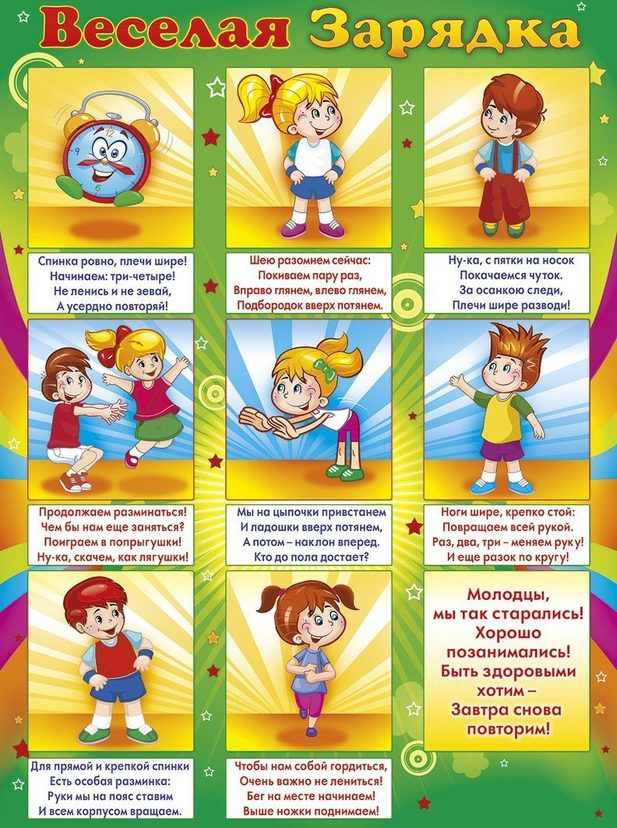 Веселая Зарядка
Спинка ровно, плечи шире!
Начинаем: три-четыре!
Не ленись и не зевай,
А усердно повторяй!
Шею разомнем сейчас:
Покиваем пару раз,
Вправо глянем, влево глянем,
Подбородок вверх потянем.
Ну-ка, с пятки на носок
Покачаемся чуток.
За осанкою следи,
Плечи шире разводи!
Продолжаем разминаться!
Чем бы нам еще заняться?
Поиграем в попрыгушки!
Ну-ка, скачем, как лягушки!
Мы на цыпочки привстанем
И ладошки вверх потянем,
А потом – наклон вперед.
Кто до пола достает?
Ноги шире, крепко стой:
Повращаем всей рукой.
Раз, два, три – меняем руку!
И еще разок по кругу!
Для прямой и крепкой спинки
Есть особая разминка:
Руки мы на пояс ставим
И всем корпусом вращаем.
Чтобы нам собой гордиться,
Очень важно не лениться!
Бег на месте начинаем!
Выше ножки поднимаем!
Молодцы,
мы так старались!
Хорошо
позанимались!
Быть здоровыми
хотим –
Завтра снова
повторим!